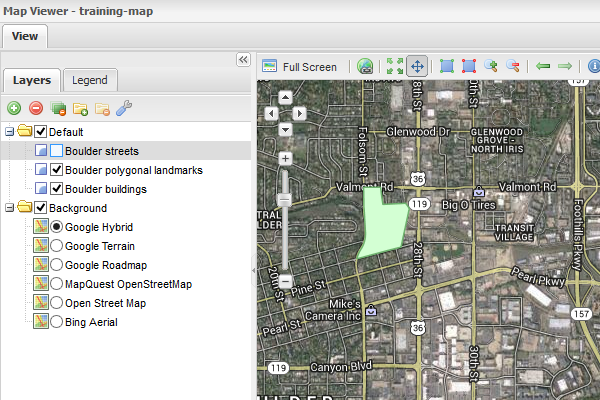 Map Viewer - training-map
View
Layers
Legend
Full Screen
Default
Boulder streets
Boulder polygonal landmarks
Boulder buildings
Background
Google Hybrid
Google Terrain
Google Roadmap
MapQuest OpenStreetMap
Open Street Map
Bing Aerial
28th St
157
Folsom St
Glenwood Dr
GLENWOOD
GROVE -
NORTH IRIS
36
Valmont Rd
Valmont Rd
119
Big O Tires
TRANSIT
VILLAGE
Foothills Pkwy
28th St
20th St
Pine St
Pearl Pkwy
Mike's
Camera Inc
Pearl St
157
36
30th St
119
Canyon Blvd